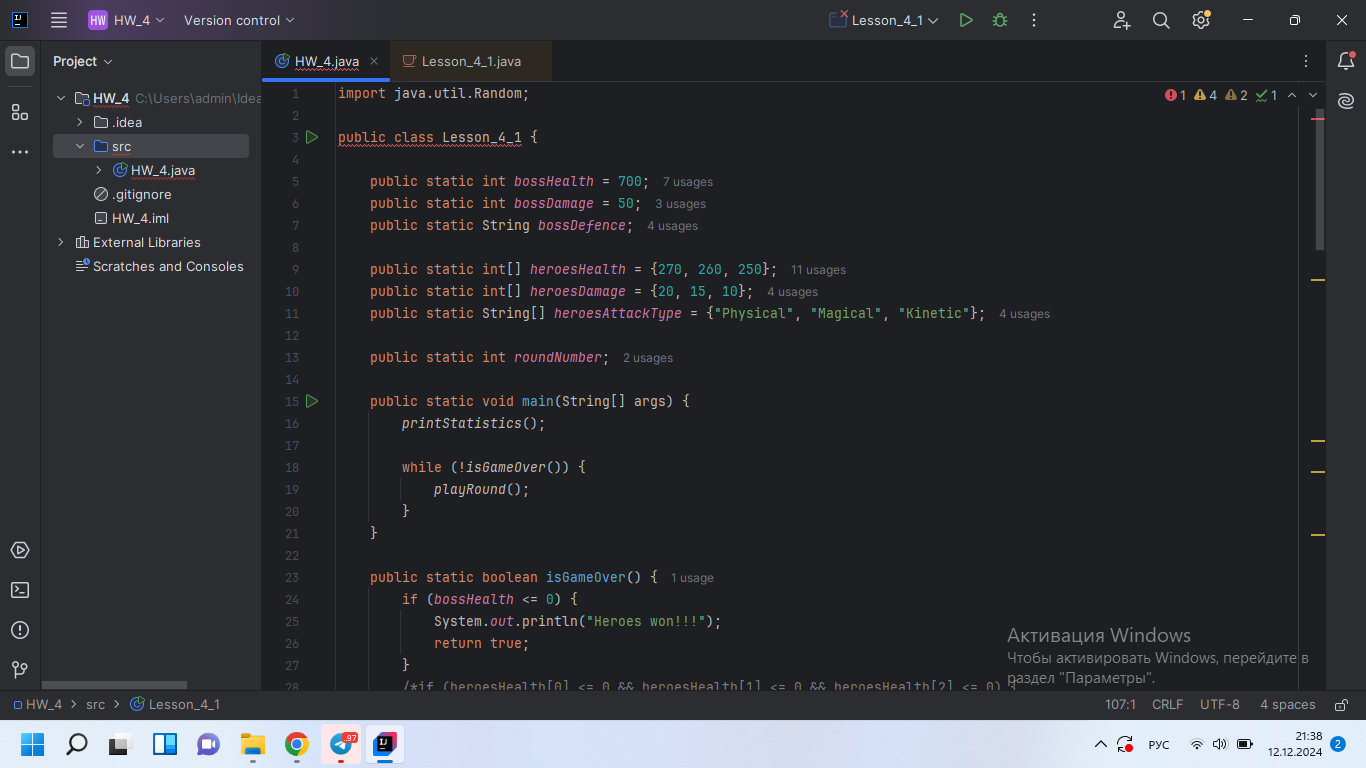 HW HW_4 Version control Lesson_4_1
Project
HW_4.java Lesson_4_1.java
HW_4 C:\Users\admin\Idea
.idea
src
HW_4.java
.gitignore
HW_4.iml
External Libraries
Scratches and Consoles
1 4 2 1
1 import java.util.Random;
2
3 public class Lesson_4_1 {
4
5 public static int bossHealth = 700; 7 usages
6 public static int bossDamage = 50; 3 usages
7 public static String bossDefence; 4 usages
8
9 public static int[] heroesHealth = {270, 260, 250}; 11 usages
10 public static int[] heroesDamage = {20, 15, 10}; 4 usages
11 public static String[] heroesAttackType = {"Physical", "Magical", "Kinetic"}; 4 usages
12
13 public static int roundNumber; 2 usages
14
15 public static void main(String[] args) {
16 printStatistics();
17
18 while (!isGameOver()) {
19 playRound();
20 }
21 }
22
23 public static boolean isGameOver() { 1 usage
24 if (bossHealth <= 0) {
25 System.out.println("Heroes won!!!");
26 return true;
27 }
28 /*if (heroesHealth[0] <= 0 && heroesHealth[1] <= 0 && heroesHealth[2] <= 0) {
Активация Windows
Чтобы активировать Windows, перейдите в
раздел "Параметры".
HW_4 src Lesson_4_1 107:1 CRLF UTF-8 4 spaces
97 РУС 21:38
12.12.2024 2